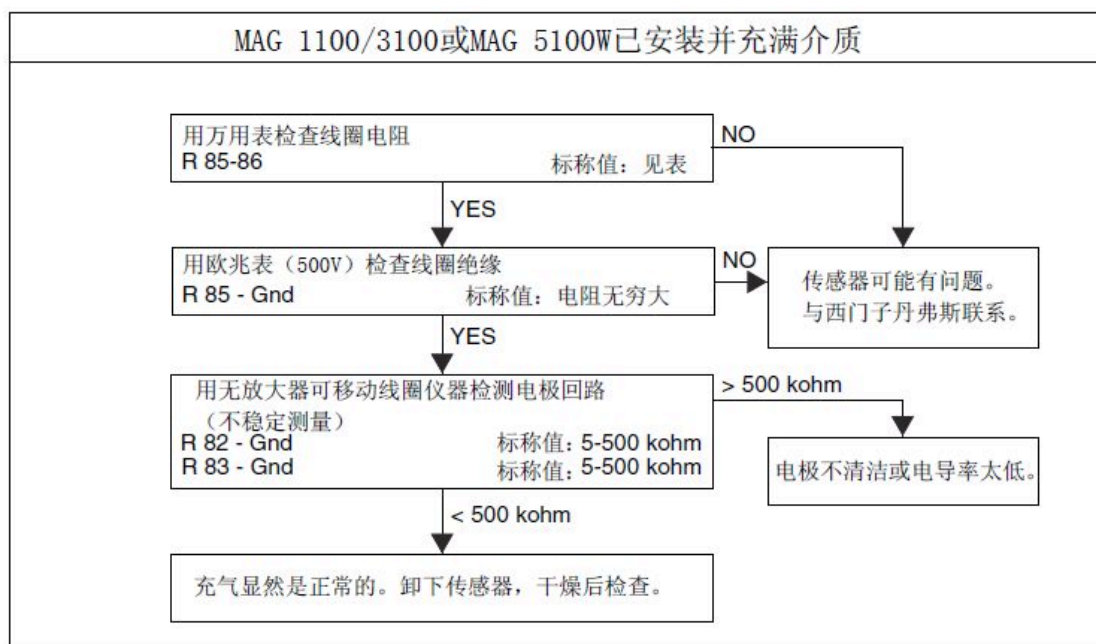 MAG 1100/3100或MAG 5100W已安装并充满介质
用万用表检查线圈电阻
R 85-86 标称值：见表
NO
YES
用欧兆表（500V）检查线圈绝缘
R 85 - Gnd 标称值：电阻无穷大
NO
传感器可能有问题。
与西门子丹弗斯联系。
YES
用无放大器可移动线圈仪器检测电极回路
（不稳定测量）
R 82 - Gnd 标称值：5-500 kohm
R 83 - Gnd 标称值：5-500 kohm
> 500 kohm
电极不清洁或电导率太低。
< 500 kohm
充气显然是正常的。卸下传感器，干燥后检查。